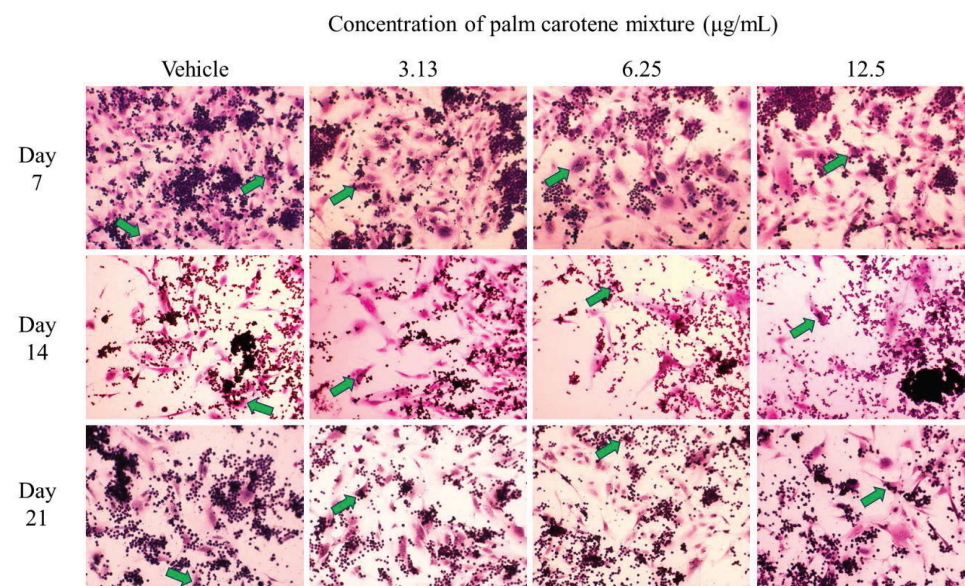 Concentration of palm carotene mixture (μg/mL)
Vehicle 3.13 6.25 12.5
Day
7
Day
14
Day
21